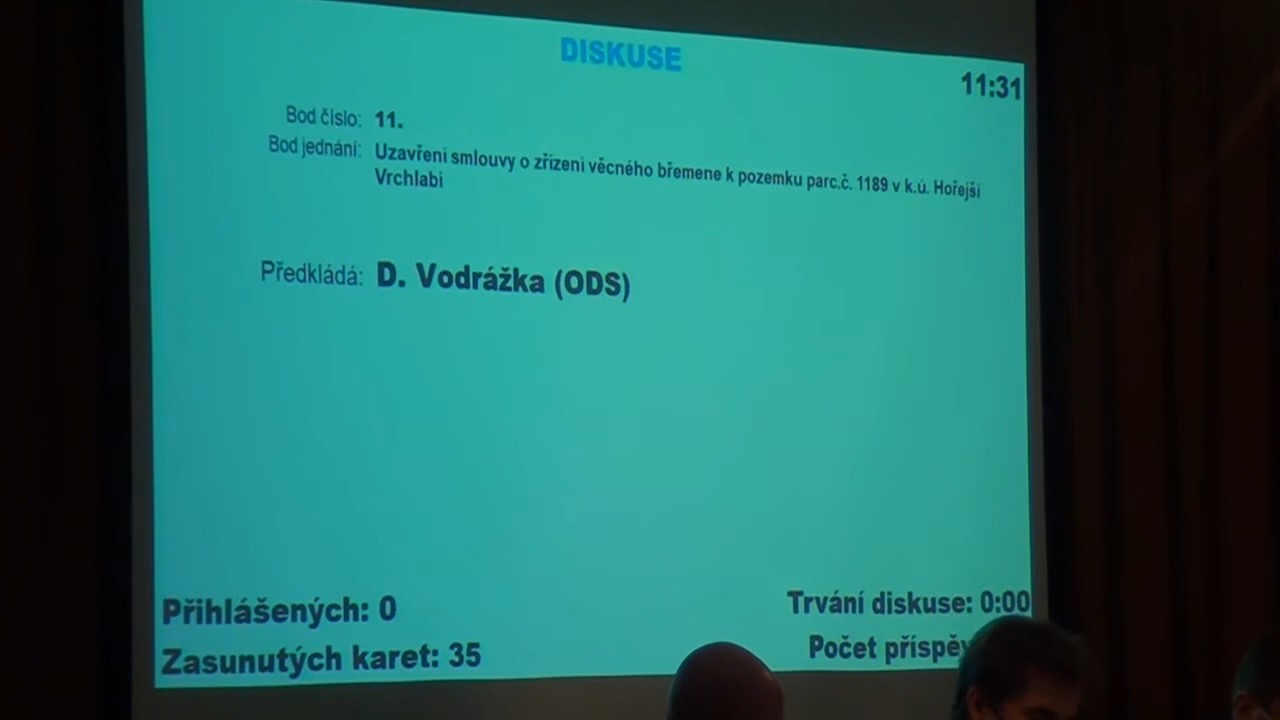 DISKUSE
11:31
Bod číslo: 11.
Bod jednání: Uzavření smlouvy o zřízení věcného břemene k pozemku parc.č. 1189 v k.ú. Hořejší
Vrchlabí
Předkládá: D. Vodrážka (ODS)
Přihlášených: 0
Trvání diskuse: 0:00
Zasunutých karet: 35
Počet